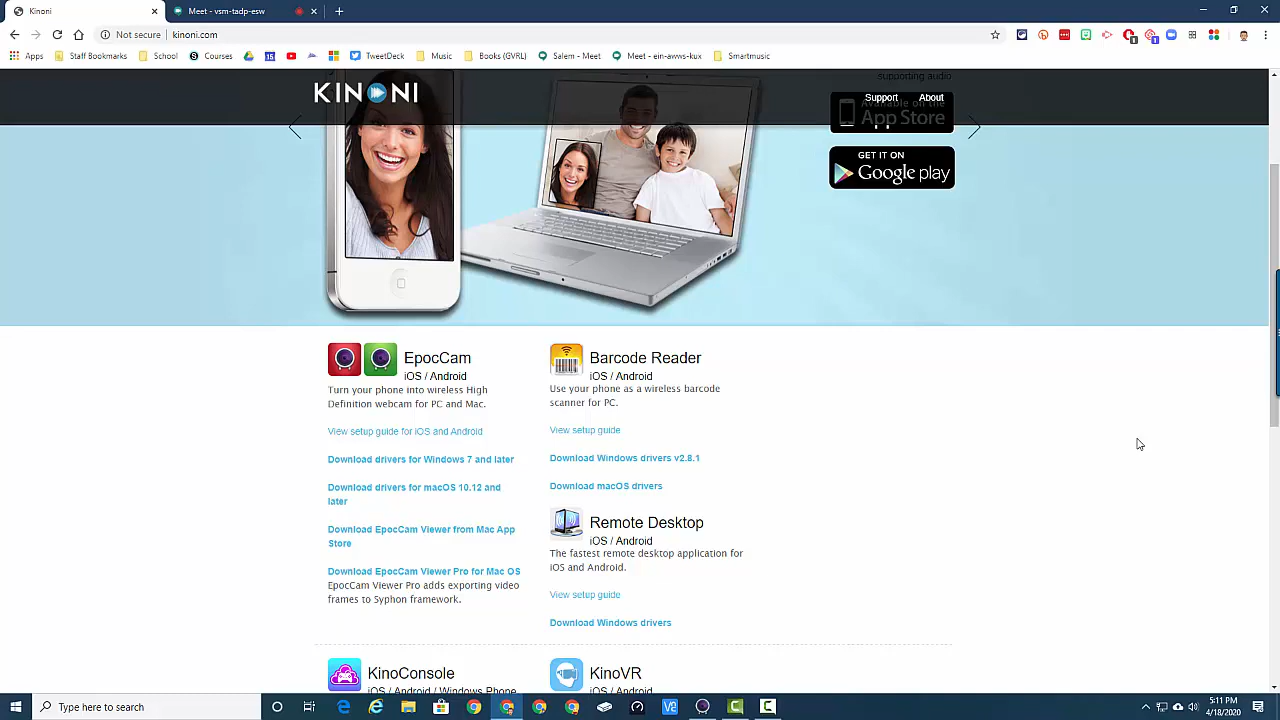 Kinoni
Meet - vsm-tadp-esw
Not secure | kinoni.com
Apps
Staff Bookmarks
School
Courses
15
TweetDeck
Music
Books (GVRL)
Salem - Meet
Meet - ein-awws-kux
Smartmusic
supporting audio
KINONI
Support
About
Available on the
App Store
GET IT ON
Google play
EpocCam
iOS / Android
Turn your phone into wireless High
Definition webcam for PC and Mac.
View setup guide for iOS and Android
Download drivers for Windows 7 and later
Download drivers for macOS 10.12 and
later
Download EpocCam Viewer from Mac App
Store
Download EpocCam Viewer Pro for Mac OS
EpocCam Viewer Pro adds exporting video
frames to Syphon framework.
Barcode Reader
iOS / Android
Use your phone as a wireless barcode
scanner for PC.
View setup guide
Download Windows drivers v2.8.1
Download macOS drivers
Remote Desktop
iOS / Android
The fastest remote desktop application for
iOS and Android.
View setup guide
Download Windows drivers
KinoConsole
iOS / Android / Windows Phone
KinoVR
iOS / Android
Type here to search
5:11 PM
4/18/2020